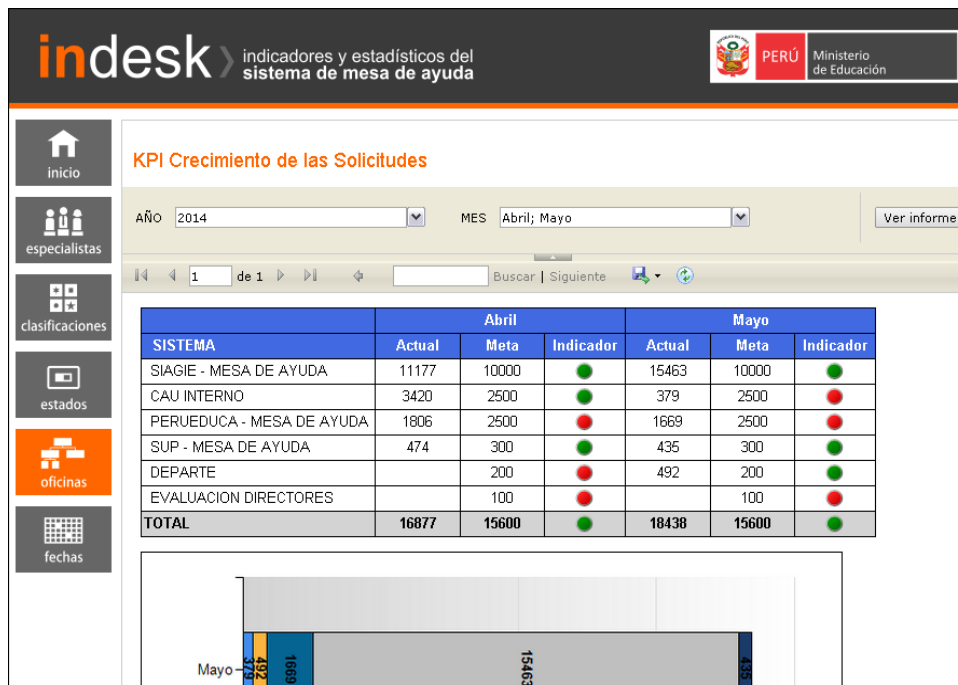 indesk
indicadores y estadísticos del
sistema de mesa de ayuda
PERÚ
Ministerio
de Educación
inicio
especialistas
clasificaciones
estados
oficinas
fechas
KPI Crecimiento de las Solicitudes
AÑO 2014 MES Abril; Mayo Ver informe
1 de 1 Buscar | Siguiente
Abril Mayo
SISTEMA Actual Meta Indicador Actual Meta Indicador
SIAGIE - MESA DE AYUDA 11177 10000 15463 10000
CAU INTERNO 3420 2500 379 2500
PERUEDUCA - MESA DE AYUDA 1806 2500 1669 2500
SUP - MESA DE AYUDA 474 300 435 300
DEPARTE 200 492 200
EVALUACION DIRECTORES 100 100
TOTAL 16877 15600 18438 15600
Mayo 379 492 1669 15463 435